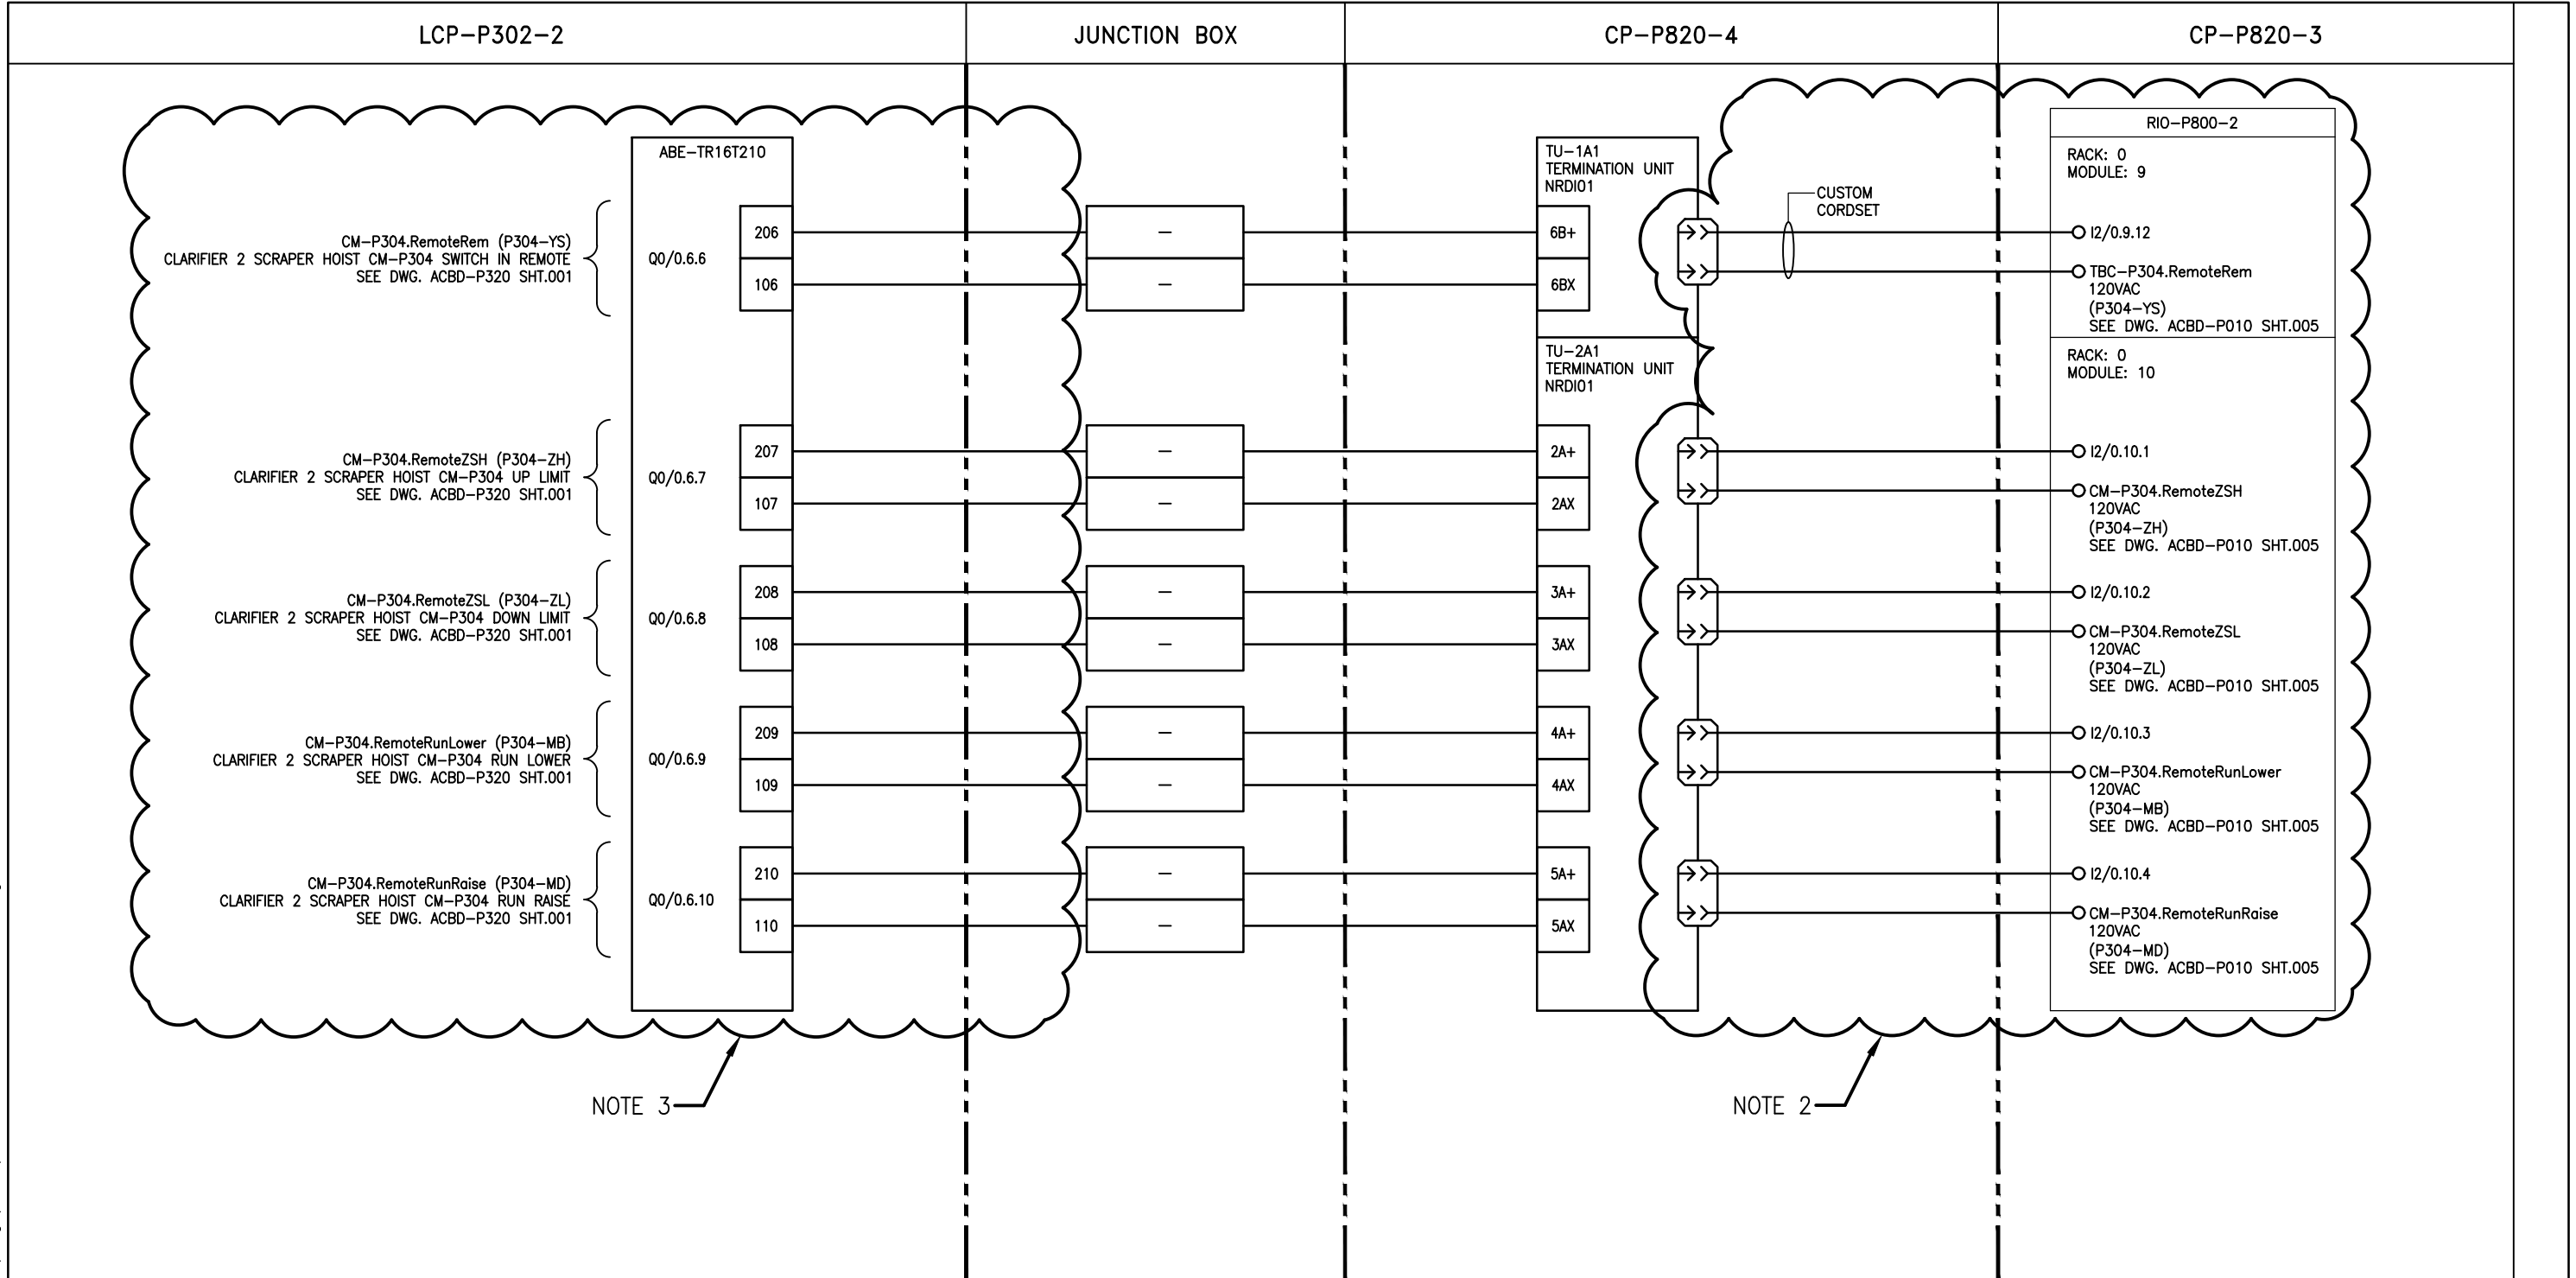 LCP-P302-2
JUNCTION BOX
CP-P820-4
CP-P820-3
ABE-TR16T210
CM-P304.RemoteRem (P304-YS)
CLARIFIER 2 SCRAPER HOIST CM-P304 SWITCH IN REMOTE
SEE DWG. ACBD-P320 SHT.001
Q0/0.6.6
206
106
-
-
CM-P304.RemoteZSH (P304-ZH)
CLARIFIER 2 SCRAPER HOIST CM-P304 UP LIMIT
SEE DWG. ACBD-P320 SHT.001
Q0/0.6.7
207
107
-
-
CM-P304.RemoteZSL (P304-ZL)
CLARIFIER 2 SCRAPER HOIST CM-P304 DOWN LIMIT
SEE DWG. ACBD-P320 SHT.001
Q0/0.6.8
208
108
-
-
CM-P304.RemoteRunLower (P304-MB)
CLARIFIER 2 SCRAPER HOIST CM-P304 RUN LOWER
SEE DWG. ACBD-P320 SHT.001
Q0/0.6.9
209
109
-
-
CM-P304.RemoteRunRaise (P304-MD)
CLARIFIER 2 SCRAPER HOIST CM-P304 RUN RAISE
SEE DWG. ACBD-P320 SHT.001
Q0/0.6.10
210
110
-
-
TU-1A1
TERMINATION UNIT
NRDI01
6B+
6BX
CUSTOM
CORDSET
TU-2A1
TERMINATION UNIT
NRDI01
2A+
2AX
3A+
3AX
4A+
4AX
5A+
5AX
RIO-P800-2
RACK: 0
MODULE: 9
I2/0.9.12
TBC-P304.RemoteRem
120VAC
(P304-YS)
SEE DWG. ACBD-P010 SHT.005
RACK: 0
MODULE: 10
I2/0.10.1
CM-P304.RemoteZSH
120VAC
(P304-ZH)
SEE DWG. ACBD-P010 SHT.005
I2/0.10.2
CM-P304.RemoteZSL
120VAC
(P304-ZL)
SEE DWG. ACBD-P010 SHT.005
I2/0.10.3
CM-P304.RemoteRunLower
120VAC
(P304-MB)
SEE DWG. ACBD-P010 SHT.005
I2/0.10.4
CM-P304.RemoteRunRaise
120VAC
(P304-MD)
SEE DWG. ACBD-P010 SHT.005
NOTE 3
NOTE 2